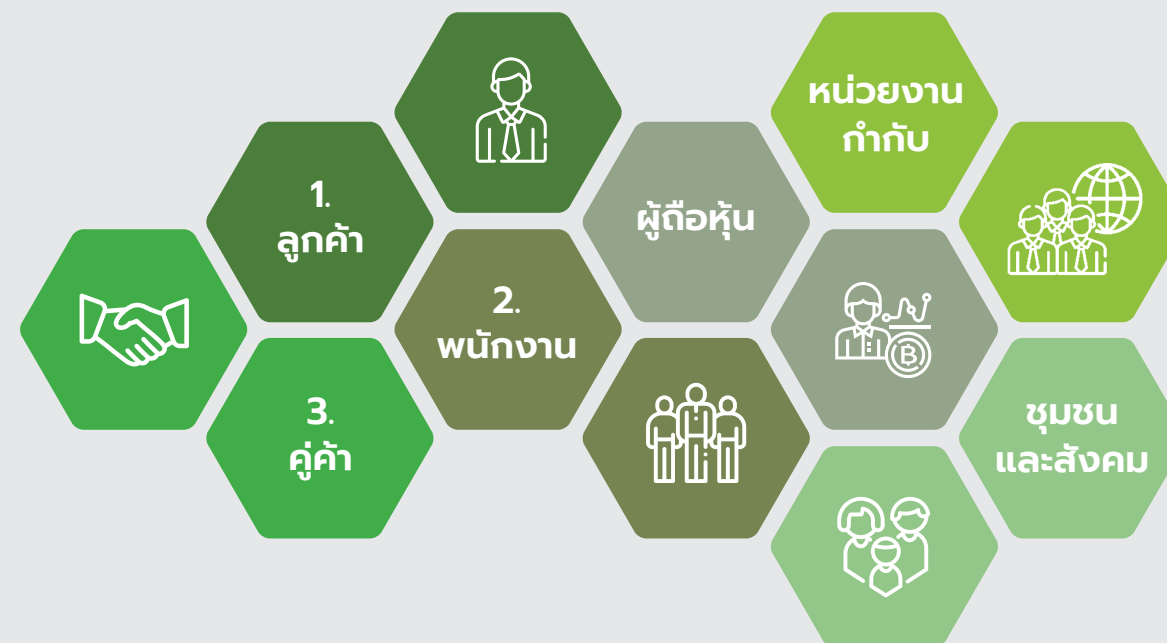 1.
ลูกค้า
2.
พนักงาน
3.
คู่ค้า
ผู้ถือหุ้น
หน่วยงาน
กำกับ
ชุมชน
และสังคม